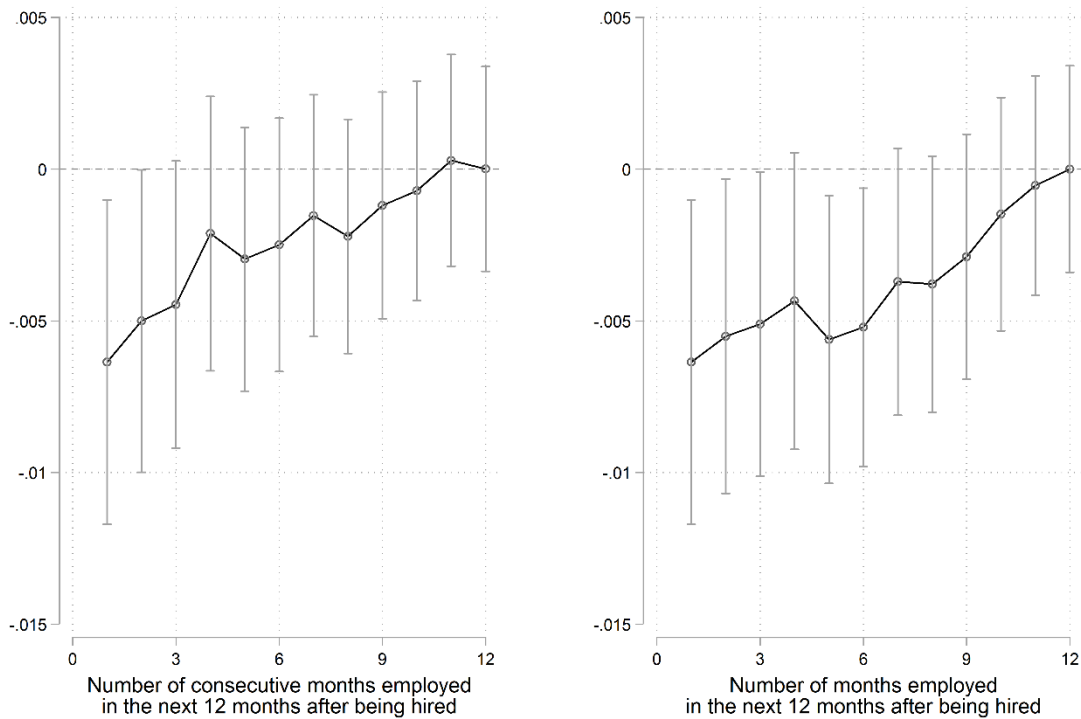 .005
0
-.005
-.01
-.015
0 3 6 9 12
Number of consecutive months employed
in the next 12 months after being hired
.005
0
-.005
-.01
-.015
0 3 6 9 12
Number of months employed
in the next 12 months after being hired